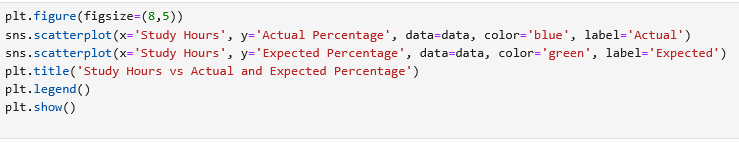 plt.figure(figsize=(8,5))
sns.scatterplot(x='Study Hours', y='Actual Percentage', data=data, color='blue', label='Actual')
sns.scatterplot(x='Study Hours', y='Expected Percentage', data=data, color='green', label='Expected')
plt.title('Study Hours vs Actual and Expected Percentage')
plt.legend()
plt.show()